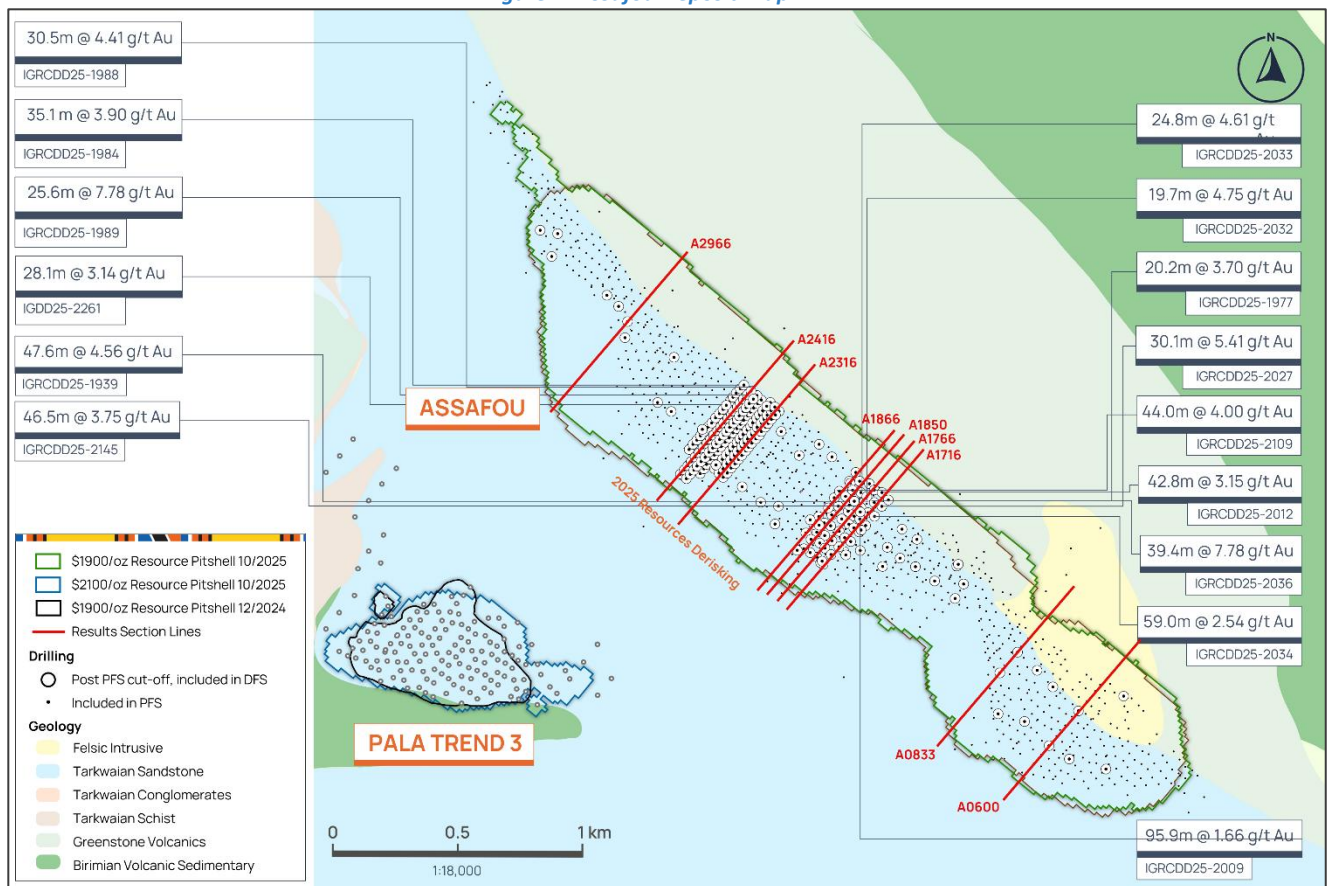 30.5m @ 4.41 g/t Au
IGRCDD25-1988
35.1 m @ 3.90 g/t Au
IGRCDD25-1984
25.6m @ 7.78 g/t Au
IGRCDD25-1989
28.1m @ 3.14 g/t Au
IGDD25-2261
47.6m @ 4.56 g/t Au
IGRCDD25-1939
46.5m @ 3.75 g/t Au
IGRCDD25-2145
N
24.8m @ 4.61 g/t
IGRCDD25-2033
19.7m @ 4.75 g/t Au
IGRCDD25-2032
20.2m @ 3.70 g/t Au
IGRCDD25-1977
30.1m @ 5.41 g/t Au
IGRCDD25-2027
44.0m @ 4.00 g/t Au
IGRCDD25-2109
42.8m @ 3.15 g/t Au
IGRCDD25-2012
39.4m @ 7.78 g/t Au
IGRCDD25-2036
59.0m @ 2.54 g/t Au
IGRCDD25-2034
95.9m @ 1.66 g/t Au
IGRCDD25-2009
A2966
A2416
A2316
ASSAFOU
A1866
A1850
A1766
A1716
2025 Resources Derisking
A0833
A0600
PALA TREND 3
$1900/oz Resource Pitshell 10/2025
$2100/oz Resource Pitshell 10/2025
$1900/oz Resource Pitshell 12/2024
Results Section Lines
Drilling
Post PFS cut-off, included in DFS
Included in PFS
Geology
Felsic Intrusive
Tarkwaian Sandstone
Tarkwaian Conglomerates
Tarkwaian Schist
Greenstone Volcanics
Birimian Volcanic Sedimentary
0 0.5 1 km
1:18,000